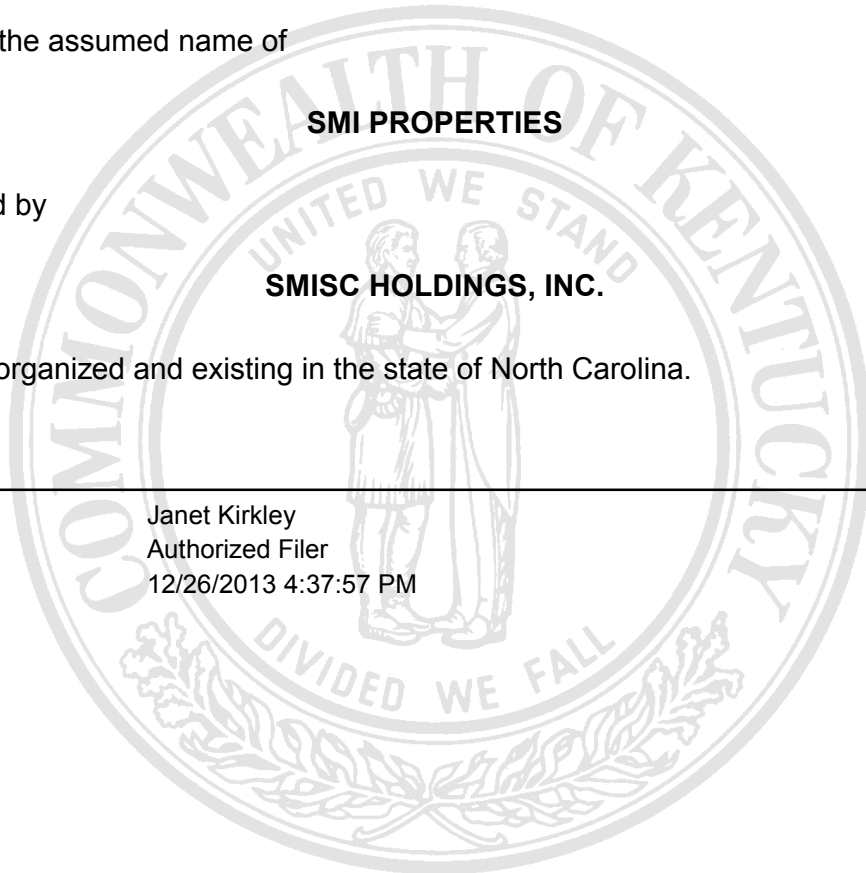 the assumed name of
SMI PROPERTIES
d by
SMISC HOLDINGS, INC.
organized and existing in the state of North Carolina.
Janet Kirkley
Authorized Filer
12/26/2013 4:37:57 PM
COMMONWEALTH OF KENTUCKY
UNITED WE STAND
DIVIDED WE FALL